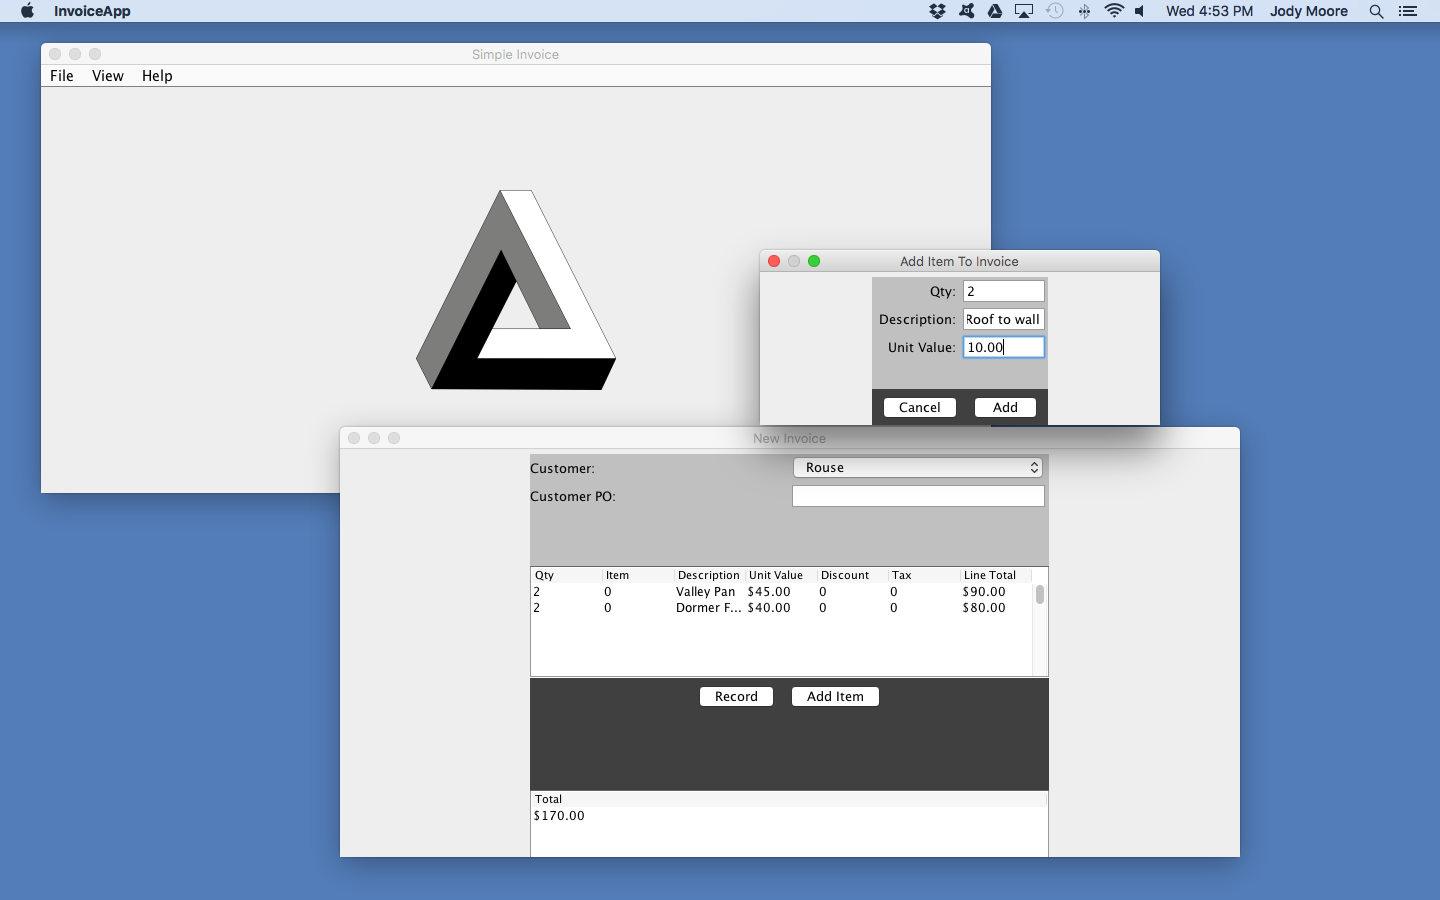 InvoiceApp
Wed 4:53 PM Jody Moore
Simple Invoice
File View Help
Add Item To Invoice
Qty: 2
Description: Roof to wall
Unit Value: 10.00
Cancel Add
New Invoice
Customer: Rouse
Customer PO:
Qty Item Description Unit Value Discount Tax Line Total
2 0 Valley Pan $45.00 0 0 $90.00
2 0 Dormer F... $40.00 0 0 $80.00
Record Add Item
Total
$170.00